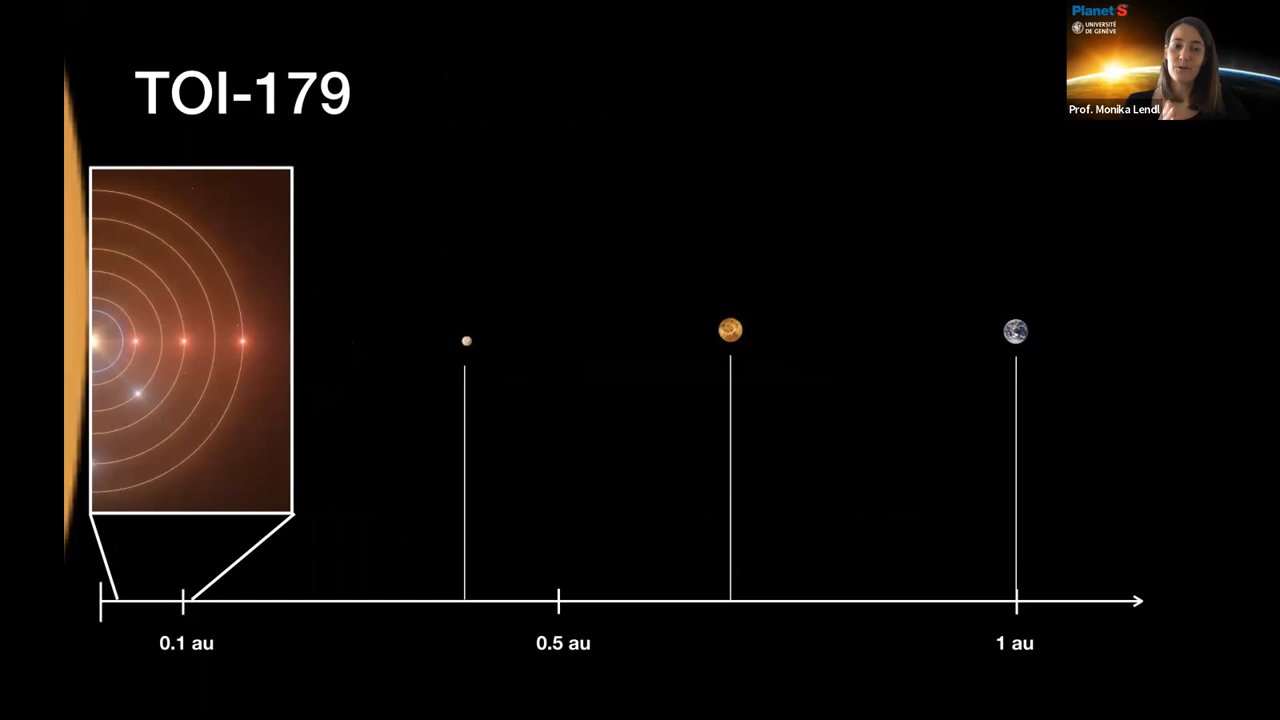 TOI-179
Planet S
UNIVERSITÉ
DE GENÈVE
Prof. Monika Lendl
0.1 au
0.5 au
1 au